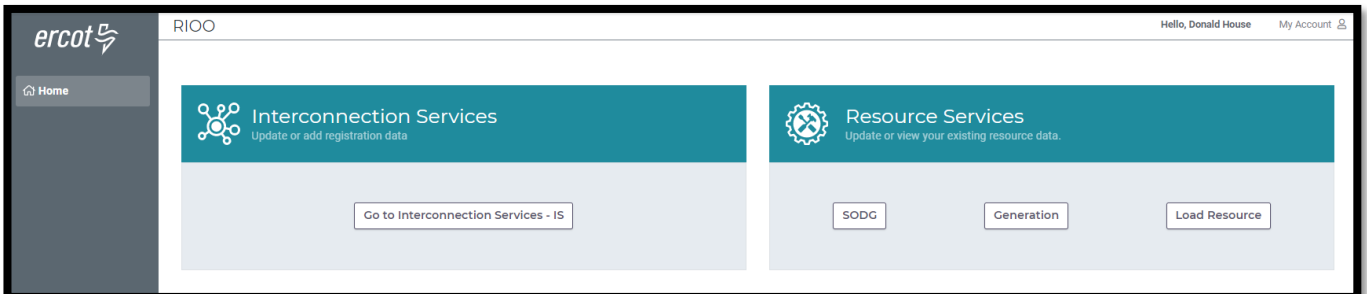 ercot
RIOO
Hello, Donald House
My Account
Home
Interconnection Services
Update or add registration data
Go to Interconnection Services - IS
Resource Services
Update or view your existing resource data.
SODG
Generation
Load Resource